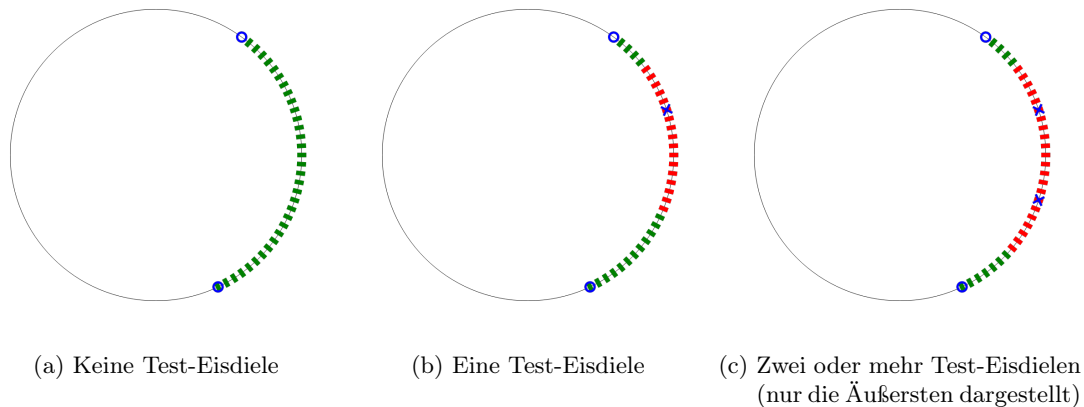 (a) Keine Test-Eisdiele
(b) Eine Test-Eisdiele
(c) Zwei oder mehr Test-Eisdielen
(nur die Äußersten dargestellt)